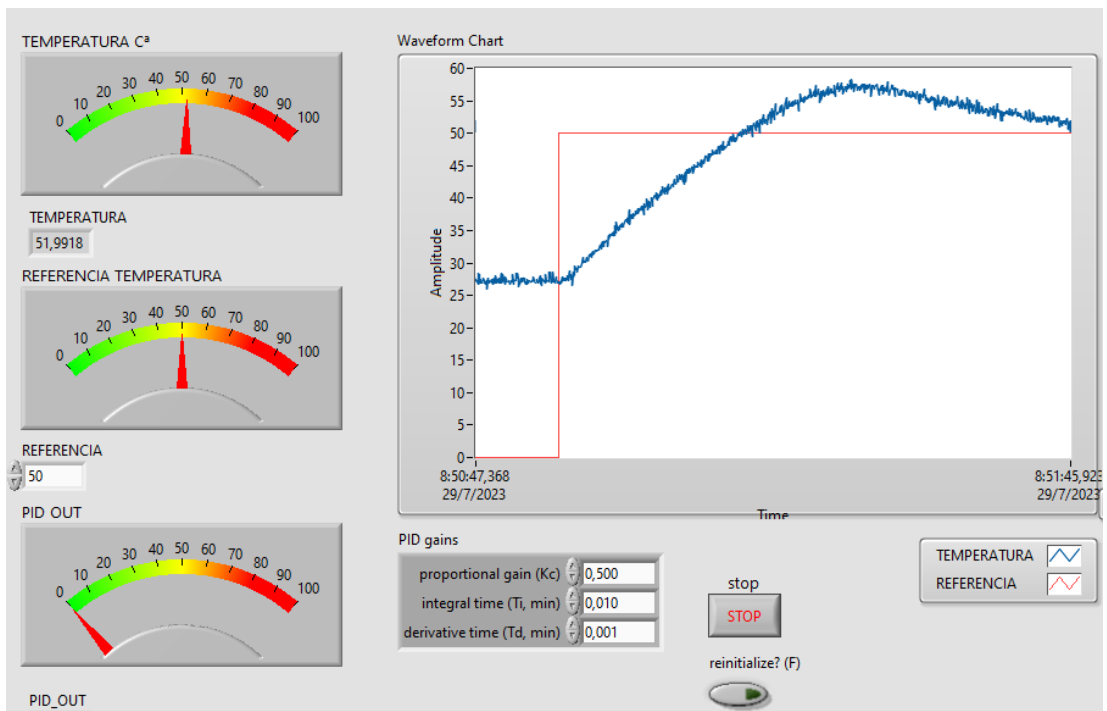 TEMPERATURA Cª
0 10 20 30 40 50 60 70 80 90 100
TEMPERATURA
51,9918
REFERENCIA TEMPERATURA
0 10 20 30 40 50 60 70 80 90 100
REFERENCIA
50
PID OUT
0 10 20 30 40 50 60 70 80 90 100
PID_OUT
Waveform Chart
Amplitude
60
55
50
45
40
35
30
25
20
15
10
5
0
8:50:47,368
29/7/2023
8:51:45,923
29/7/2023
Time
PID gains
proportional gain (Kc) 0,500
integral time (Ti, min) 0,010
derivative time (Td, min) 0,001
stop
STOP
reinitialize? (F)
TEMPERATURA
REFERENCIA